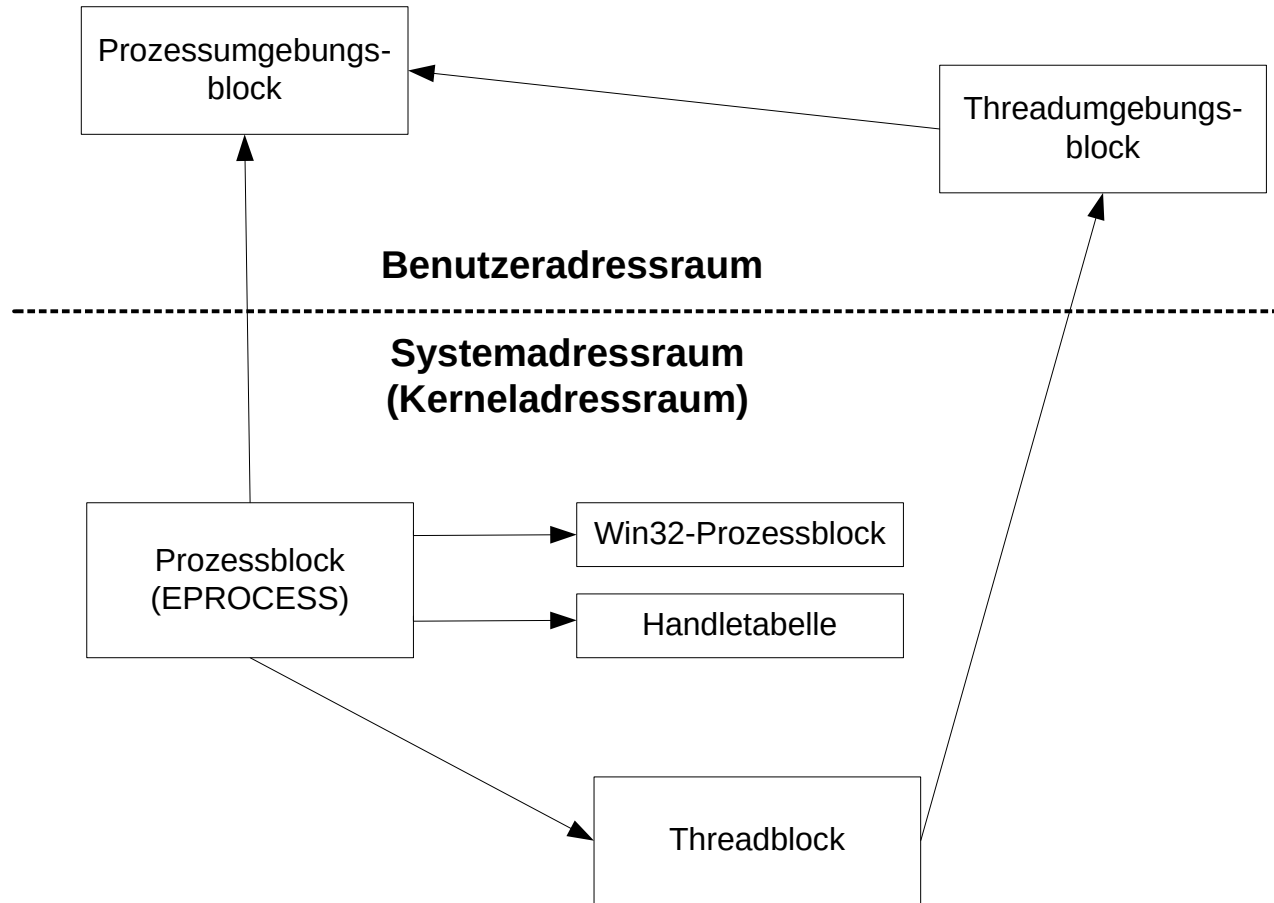 Prozessumgebungs-
block
Threadumgebungs-
block
Benutzeradressraum
Systemadressraum
(Kerneladressraum)
Prozessblock
(EPROCESS)
Win32-Prozessblock
Handletabelle
Threadblock